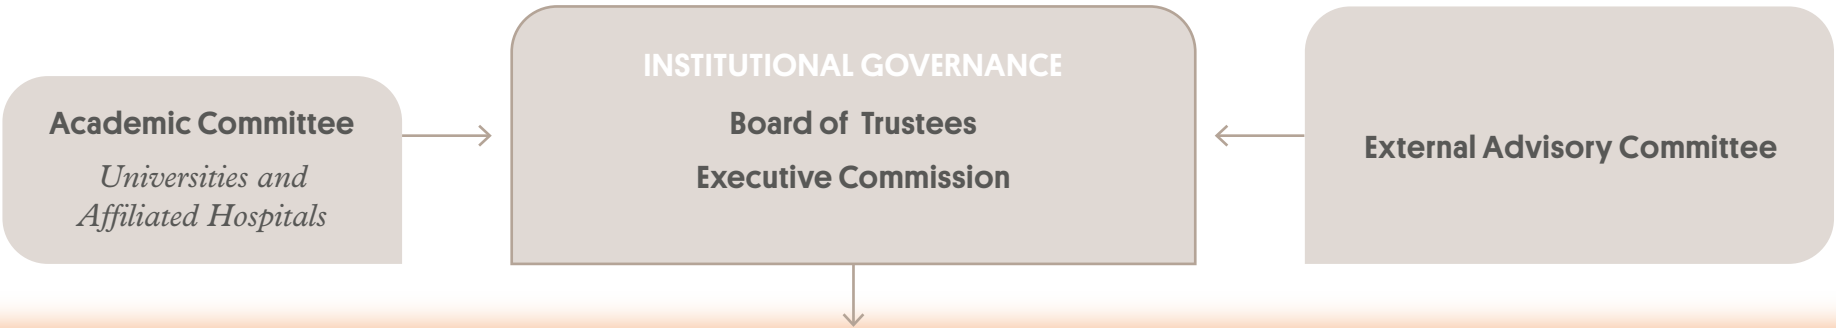 Academic Committee
Universities and
Affiliated Hospitals
INSTITUTIONAL GOVERNANCE
Board of Trustees
Executive Commission
External Advisory Committee